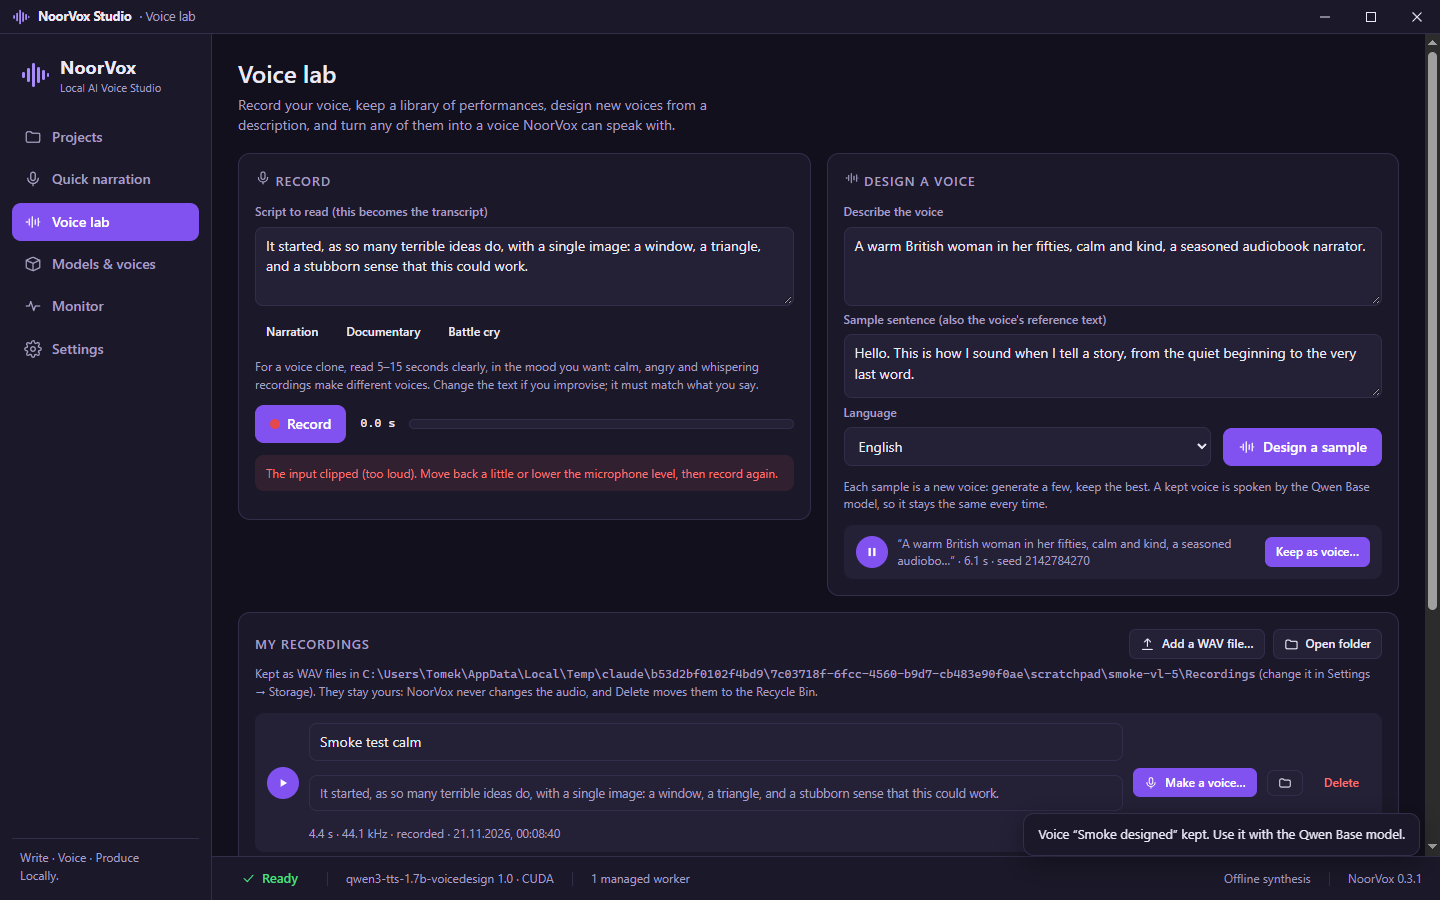 NoorVox Studio · Voice lab
NoorVox
Local AI Voice Studio
Projects
Quick narration
Voice lab
Models & voices
Monitor
Settings
Write · Voice · Produce
Locally.
Voice lab
Record your voice, keep a library of performances, design new voices from a
description, and turn any of them into a voice NoorVox can speak with.
RECORD
Script to read (this becomes the transcript)
It started, as so many terrible ideas do, with a single image: a window, a triangle,
and a stubborn sense that this could work.
Narration Documentary Battle cry
For a voice clone, read 5–15 seconds clearly, in the mood you want: calm, angry and whispering
recordings make different voices. Change the text if you improvise; it must match what you say.
Record 0.0 s
The input clipped (too loud). Move back a little or lower the microphone level, then record again.
DESIGN A VOICE
Describe the voice
A warm British woman in her fifties, calm and kind, a seasoned audiobook narrator.
Sample sentence (also the voice's reference text)
Hello. This is how I sound when I tell a story, from the quiet beginning to the very
last word.
Language
English Design a sample
Each sample is a new voice: generate a few, keep the best. A kept voice is spoken by the Qwen Base
model, so it stays the same every time.
“A warm British woman in her fifties, calm and kind, a seasoned
audiobo...” · 6.1 s · seed 2142784270
Keep as voice...
MY RECORDINGS
Add a WAV file... Open folder
Kept as WAV files in C:\Users\Tomek\AppData\Local\Temp\claude\b53d2bf0102f4bd9\7c03718f-6fcc-4560-b9d7-cb483e90f0ae\scratchpad\smoke-vl-5\Recordings (change it in Settings
→ Storage). They stay yours: NoorVox never changes the audio, and Delete moves them to the Recycle Bin.
Smoke test calm
It started, as so many terrible ideas do, with a single image: a window, a triangle, and a stubborn sense that this could work.
Make a voice... Delete
4.4 s · 44.1 kHz · recorded · 21.11.2026, 00:08:40
Voice “Smoke designed” kept. Use it with the Qwen Base model.
Ready qwen3-tts-1.7b-voicedesign 1.0 · CUDA 1 managed worker Offline synthesis NoorVox 0.3.1